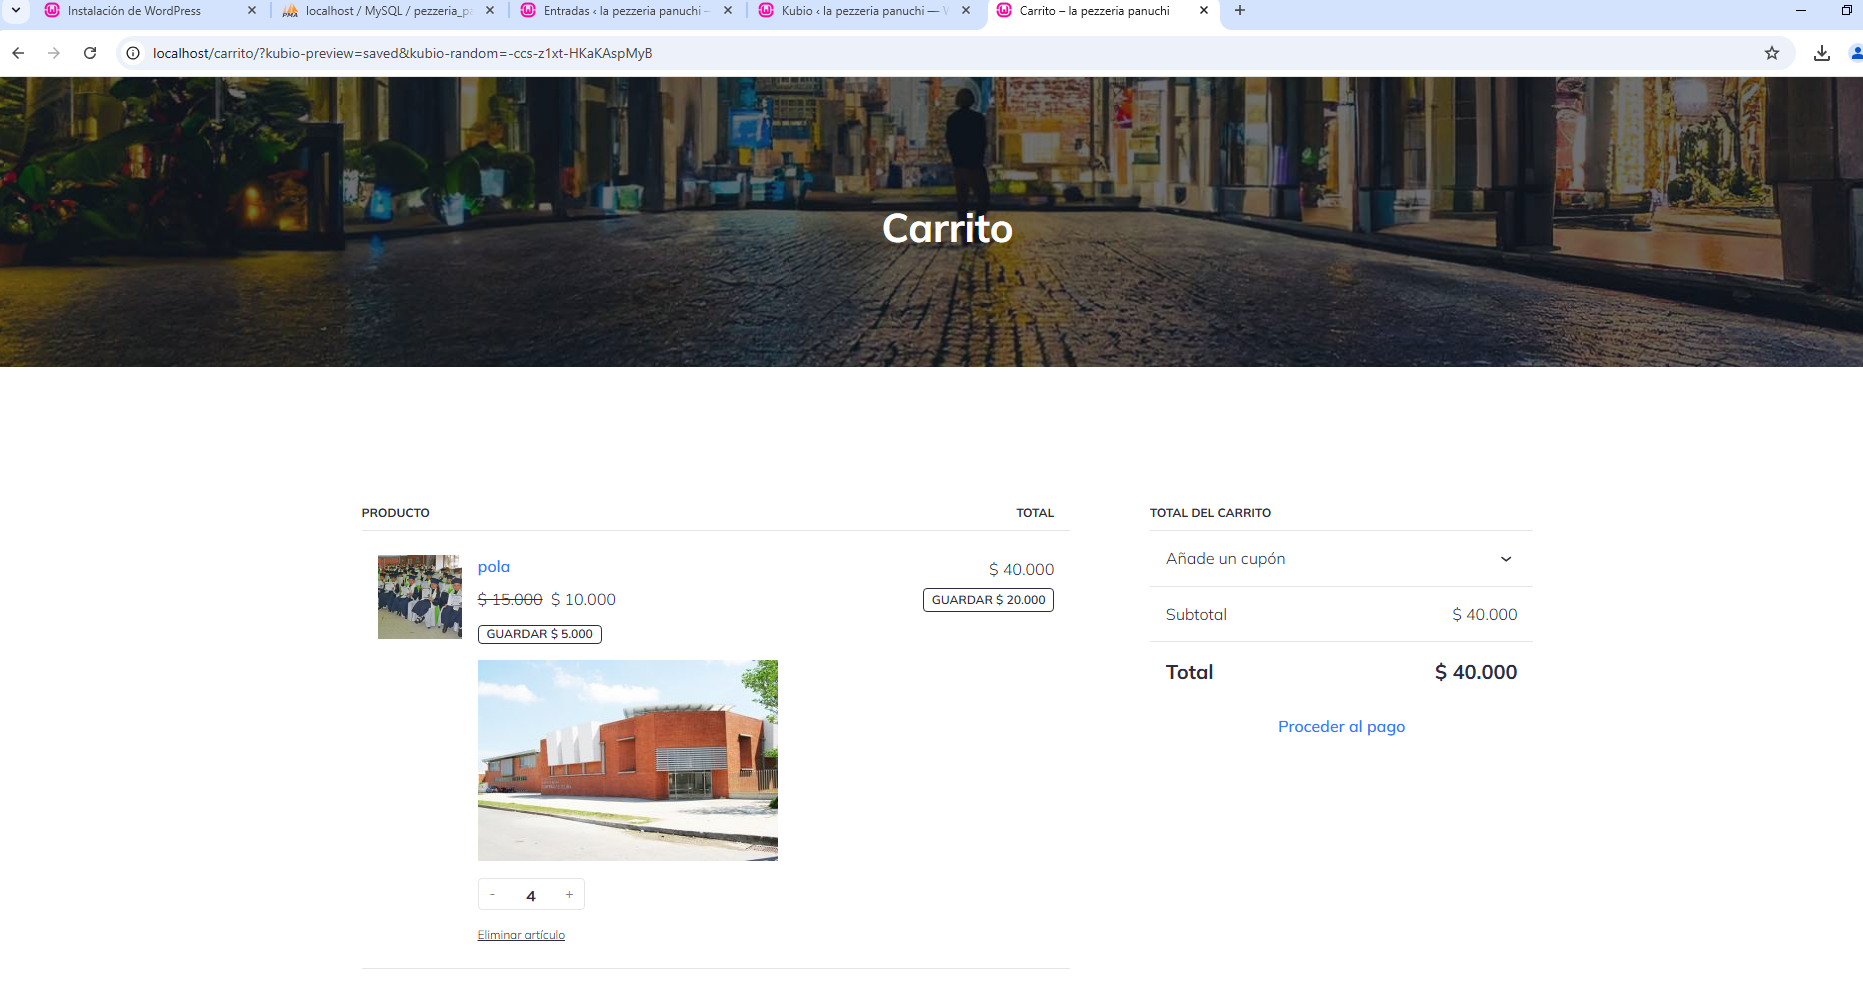 Instalación de WordPress
localhost / MySQL / pezzeria_pa
Entradas ‹ la pezzeria panuchi –
Kubio ‹ la pezzeria panuchi — W
Carrito – la pezzeria panuchi
localhost/carrito/?kubio-preview=saved&kubio-random=-ccs-z1xt-HKaKAspMyB
Carrito
PRODUCTO
TOTAL
pola
$ 15.000 $ 10.000
GUARDAR $ 5.000
$ 40.000
GUARDAR $ 20.000
- 4 +
Eliminar artículo
TOTAL DEL CARRITO
Añade un cupón
Subtotal
$ 40.000
Total
$ 40.000
Proceder al pago